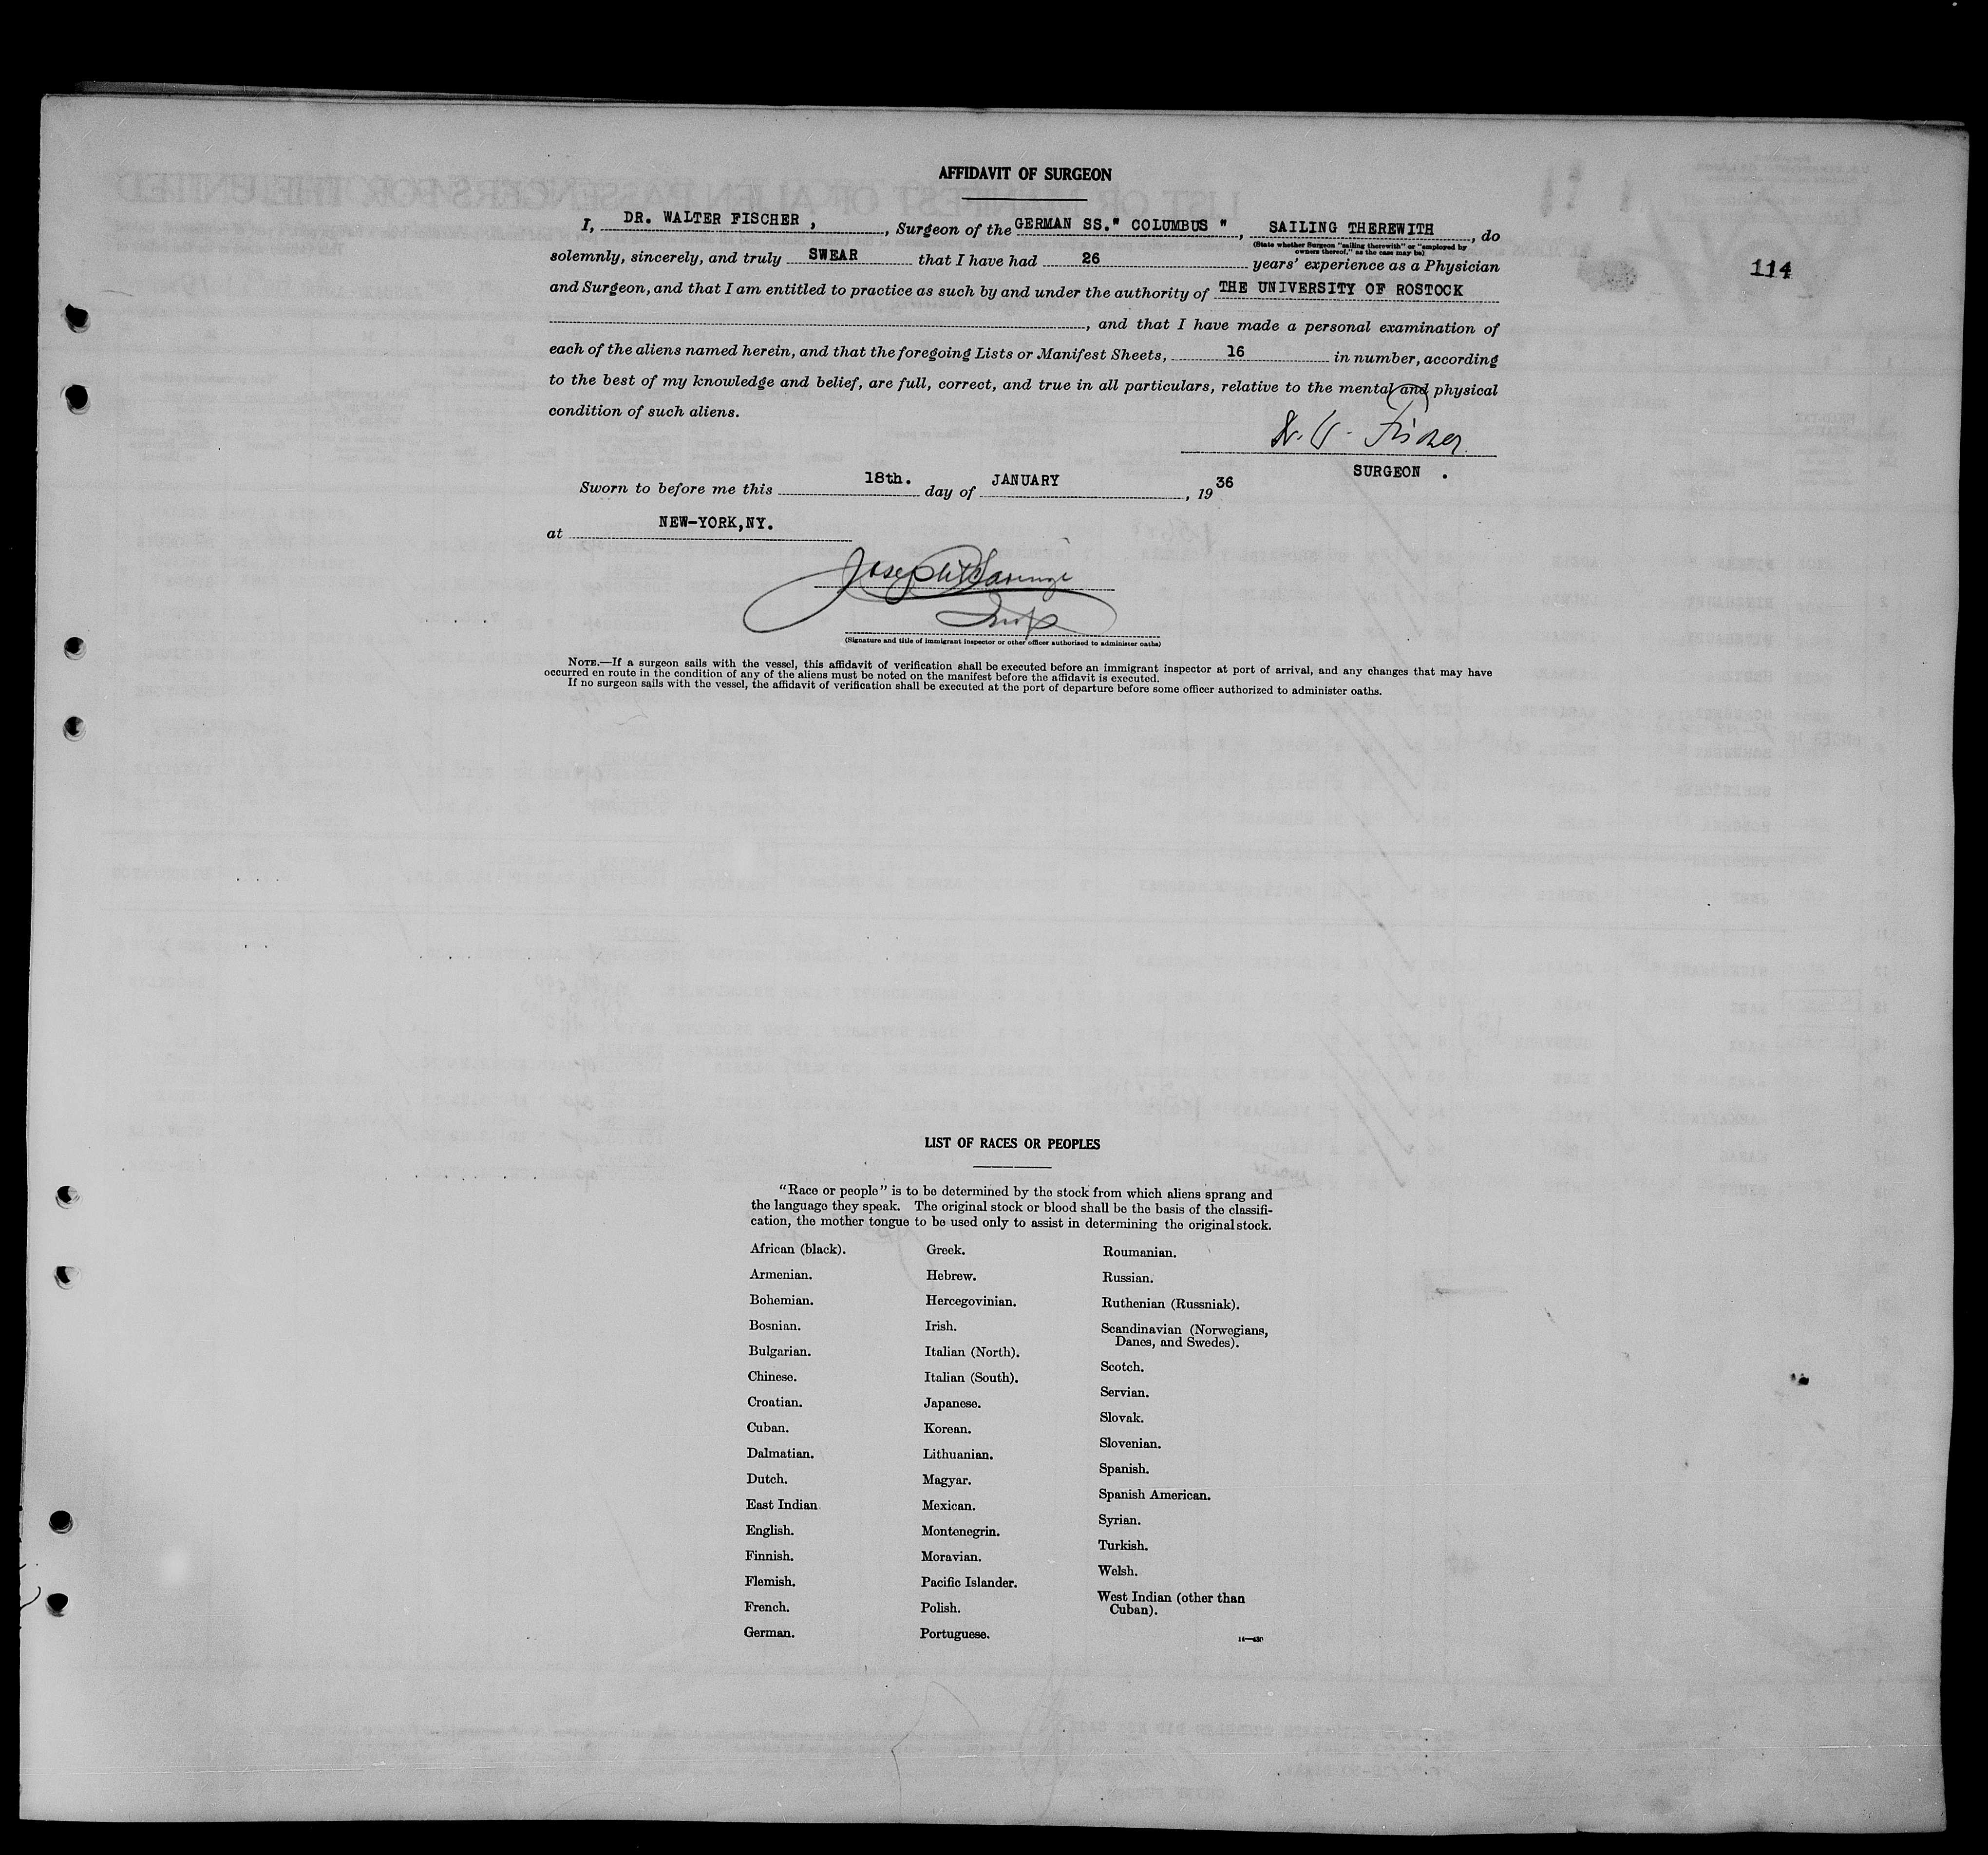 AFFIDAVIT OF SURGEON
I, DR. WALTER FISCHER , , Surgeon of the GERMAN SS." COLUMBUS " , SAILING THEREWITH , do
(State whether Surgeon "sailing therewith" or "employed by
owners thereof," as the case may be)
solemnly, sincerely, and truly SWEAR that I have had 26 years' experience as a Physician
114
and Surgeon, and that I am entitled to practice as such by and under the authority of THE UNIVERSITY OF ROSTOCK
, and that I have made a personal examination of
each of the aliens named herein, and that the foregoing Lists or Manifest Sheets, 16 in number, according
to the best of my knowledge and belief, are full, correct, and true in all particulars, relative to the mental and physical
condition of such aliens.
Fischer
SURGEON .
Sworn to before me this 18th. day of JANUARY , 19 36
at NEW-YORK,NY.
Joseph
Insp
(Signature and title of immigrant inspector or other officer authorized to administer oaths)
NOTE.—If a surgeon sails with the vessel, this affidavit of verification shall be executed before an immigrant inspector at port of arrival, and any changes that may have
occurred en route in the condition of any of the aliens must be noted on the manifest before the affidavit is executed.
If no surgeon sails with the vessel, the affidavit of verification shall be executed at the port of departure before some officer authorized to administer oaths.
LIST OF RACES OR PEOPLES
"Race or people" is to be determined by the stock from which aliens sprang and
the language they speak. The original stock or blood shall be the basis of the classifi-
cation, the mother tongue to be used only to assist in determining the original stock.
African (black).
Armenian.
Bohemian.
Bosnian.
Bulgarian.
Chinese.
Croatian.
Cuban.
Dalmatian.
Dutch.
East Indian
English.
Finnish.
Flemish.
French.
German.
Greek.
Hebrew.
Hercegovinian.
Irish.
Italian (North).
Italian (South).
Japanese.
Korean.
Lithuanian.
Magyar.
Mexican.
Montenegrin.
Moravian.
Pacific Islander.
Polish.
Portuguese.
Roumanian.
Russian.
Ruthenian (Russniak).
Scandinavian (Norwegians,
Danes, and Swedes).
Scotch.
Servian.
Slovak.
Slovenian.
Spanish.
Spanish American.
Syrian.
Turkish.
Welsh.
West Indian (other than
Cuban).